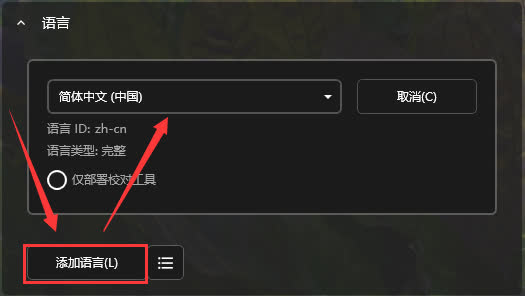 语言
简体中文 (中国)
取消(C)
语言 ID: zh-cn
语言类型: 完整
仅部署校对工具
添加语言(L)